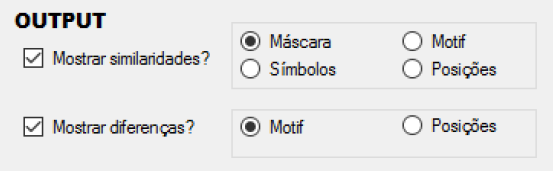 OUTPUT
Mostrar similaridades?
Máscara
Motif
Símbolos
Posições
Mostrar diferenças?
Motif
Posições